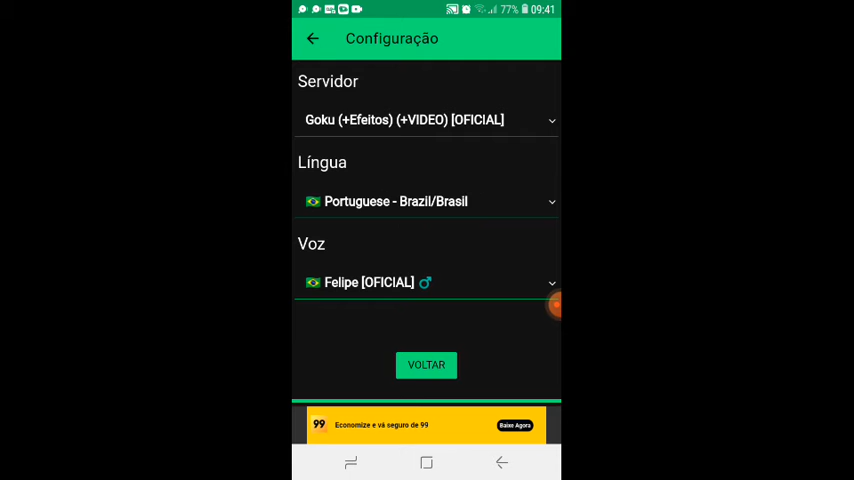 77% 09:41
Configuração
Servidor
Goku (+Efeitos) (+VIDEO) [OFICIAL]
Língua
Portuguese - Brazil/Brasil
Voz
Felipe [OFICIAL]
VOLTAR
99 Economize e vá seguro de 99 Baixe Agora